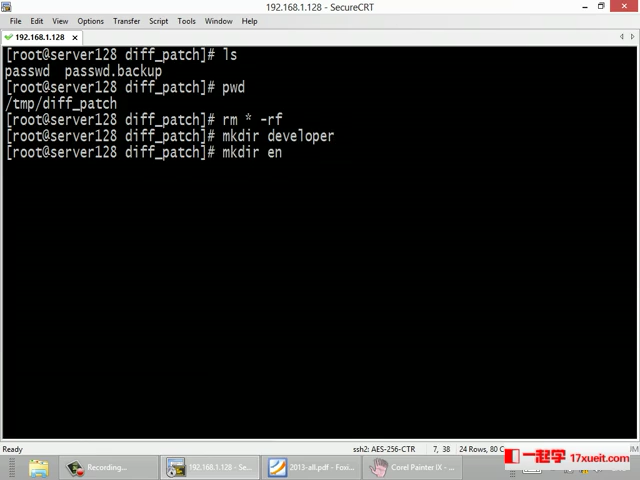 192.168.1.128 - SecureCRT
File Edit View Options Transfer Script Tools Window Help
192.168.1.128
[root@server128 diff_patch]# ls
passwd passwd.backup
[root@server128 diff_patch]# pwd
/tmp/diff_patch
[root@server128 diff_patch]# rm * -rf
[root@server128 diff_patch]# mkdir developer
[root@server128 diff_patch]# mkdir en
Ready ssh2: AES-256-CTR 7, 38 24 Rows, 80 C
Recording... 192.168.1.128 - Se... 2013-all.pdf - Foxi... Corel Painter IX - ... 一起学 17xueit.com